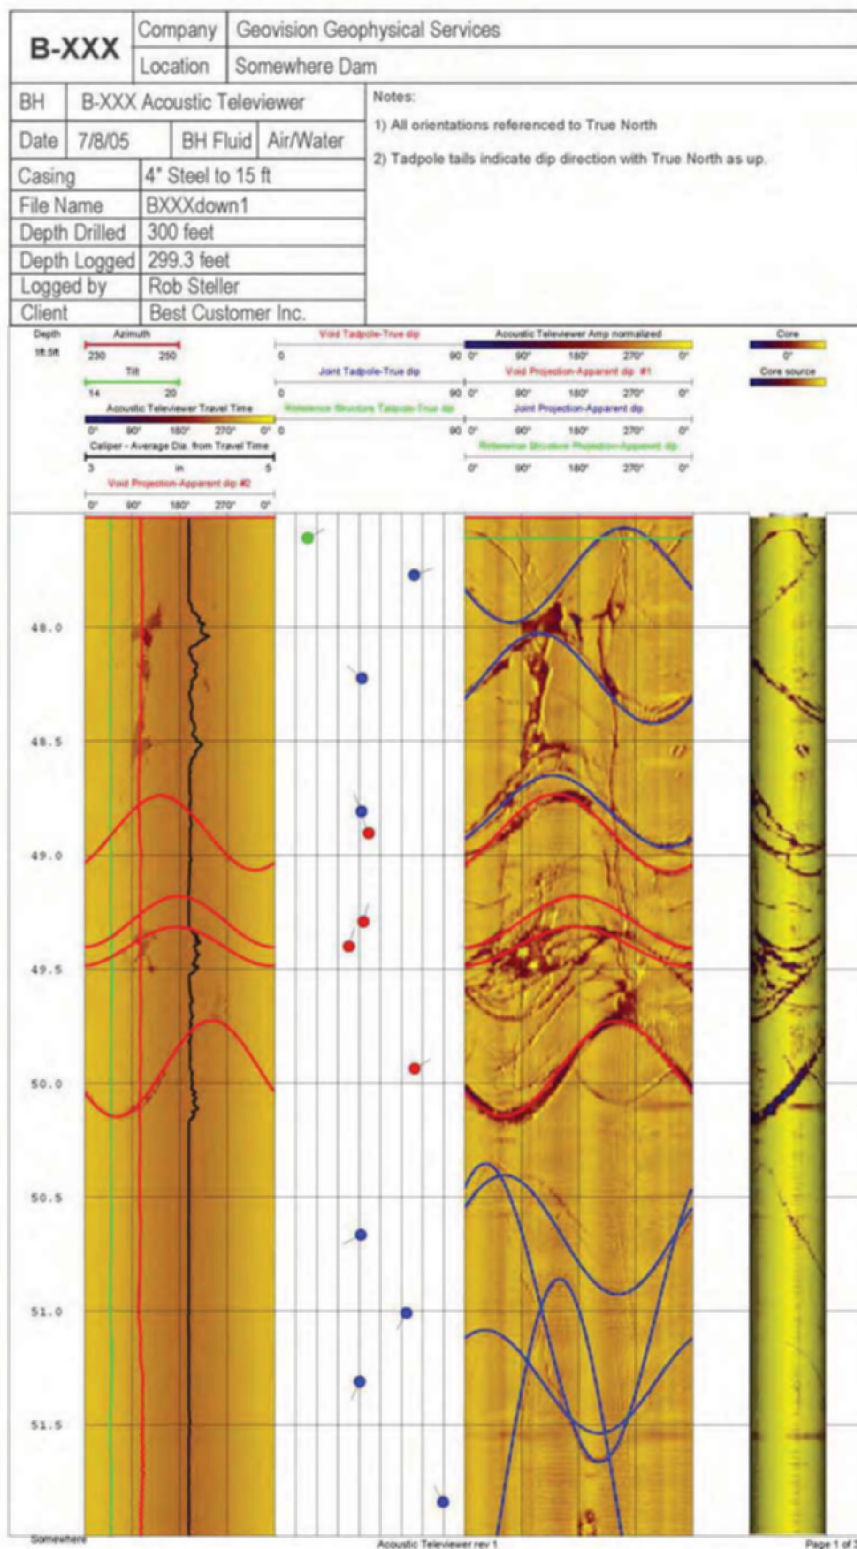 B-XXX
Company Geovision Geophysical Services
Location Somewhere Dam
BH B-XXX Acoustic Televiewer
Date 7/8/05 BH Fluid Air/Water
Casing 4" Steel to 15 ft
File Name BXXXdown1
Depth Drilled 300 feet
Depth Logged 299.3 feet
Logged by Rob Steller
Client Best Customer Inc.
Notes:
1) All orientations referenced to True North
2) Tadpole tails indicate dip direction with True North as up.
Depth
1ft:5ft
Azimuth
230 250
Tilt
14 20
Acoustic Televiewer Travel Time
0° 90° 180° 270° 0°
Caliper - Average Dia. from Travel Time
3 in 5
Void Projection-Apparent dip #2
0° 90° 180° 270° 0°
Void Tadpole-True dip
0 90
Joint Tadpole-True dip
0 90
Reference Structure Tadpole-True dip
0 90
Acoustic Televiewer Amp normalized
0° 90° 180° 270° 0°
Void Projection-Apparent dip #1
0° 90° 180° 270° 0°
Joint Projection-Apparent dip
0° 90° 180° 270° 0°
Reference Structure Projection-Apparent dip
0° 90° 180° 270° 0°
Core
0°
Core source
48.0
48.5
49.0
49.5
50.0
50.5
51.0
51.5
Somewhere
Acoustic Televiewer rev 1
Page 1 of